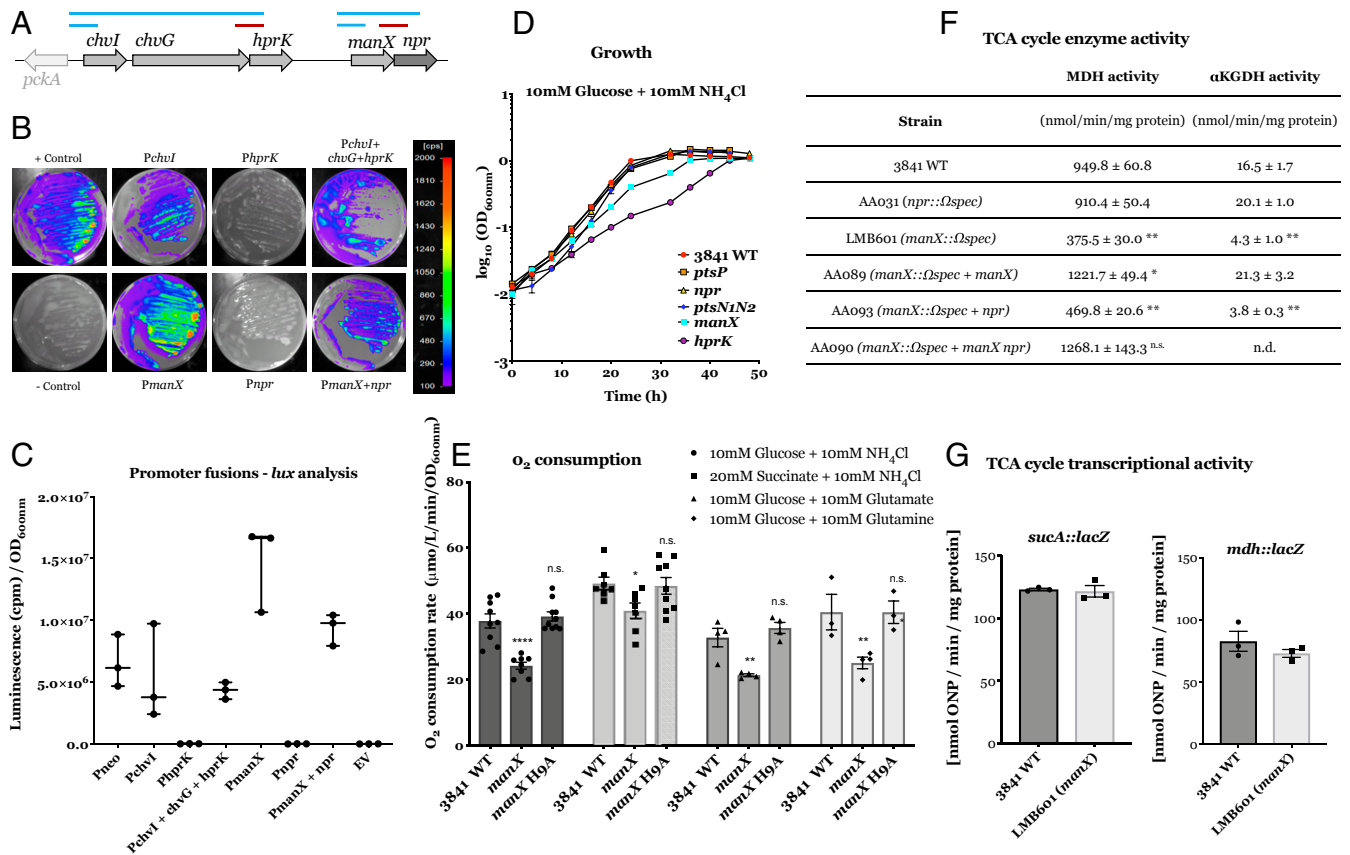 A
chvI
chvG
hprK
manX
npr
pckA
B
+ Control
PchvI
PhprK
PchvI+
chvG+hprK
- Control
PmanX
Pnpr
PmanX+npr
[cps]
2000
1810
1620
1430
1240
1050
860
670
480
290
100
C
Promoter fusions - lux analysis
Luminescence (cpm) / OD600nm
2.0×10⁷
1.5×10⁷
1.0×10⁷
5.0×10⁶
0.0
Pneo
PchvI
PhprK
PchvI + chvG + hprK
PmanX
Pnpr
PmanX + npr
EV
D
Growth
10mM Glucose + 10mM NH₄Cl
log₁₀ (OD600nm)
1
0
-1
-2
-3
0
10
20
30
40
50
Time (h)
3841 WT
ptsP
npr
ptsN1N2
manX
hprK
E
O₂ consumption
10mM Glucose + 10mM NH₄Cl
20mM Succinate + 10mM NH₄Cl
10mM Glucose + 10mM Glutamate
10mM Glucose + 10mM Glutamine
O₂ consumption rate (µmo/L/min/OD600nm)
80
60
40
20
0
****
n.s.
*
n.s.
**
n.s.
**
n.s.
3841 WT
manX
manX H9A
3841 WT
manX
manX H9A
3841 WT
manX
manX H9A
3841 WT
manX
manX H9A
F
TCA cycle enzyme activity
MDH activity αKGDH activity
Strain (nmol/min/mg protein) (nmol/min/mg protein)
3841 WT 949.8 ± 60.8 16.5 ± 1.7
AA031 (npr::Ωspec) 910.4 ± 50.4 20.1 ± 1.0
LMB601 (manX::Ωspec) 375.5 ± 30.0 ** 4.3 ± 1.0 **
AA089 (manX::Ωspec + manX) 1221.7 ± 49.4 * 21.3 ± 3.2
AA093 (manX::Ωspec + npr) 469.8 ± 20.6 ** 3.8 ± 0.3 **
AA090 (manX::Ωspec + manX npr) 1268.1 ± 143.3 n.s. n.d.
G
TCA cycle transcriptional activity
sucA::lacZ
[nmol ONP / min / mg protein]
150
100
50
0
3841 WT
LMB601 (manX)
mdh::lacZ
[nmol ONP / min / mg protein]
150
100
50
0
3841 WT
LMB601 (manX)